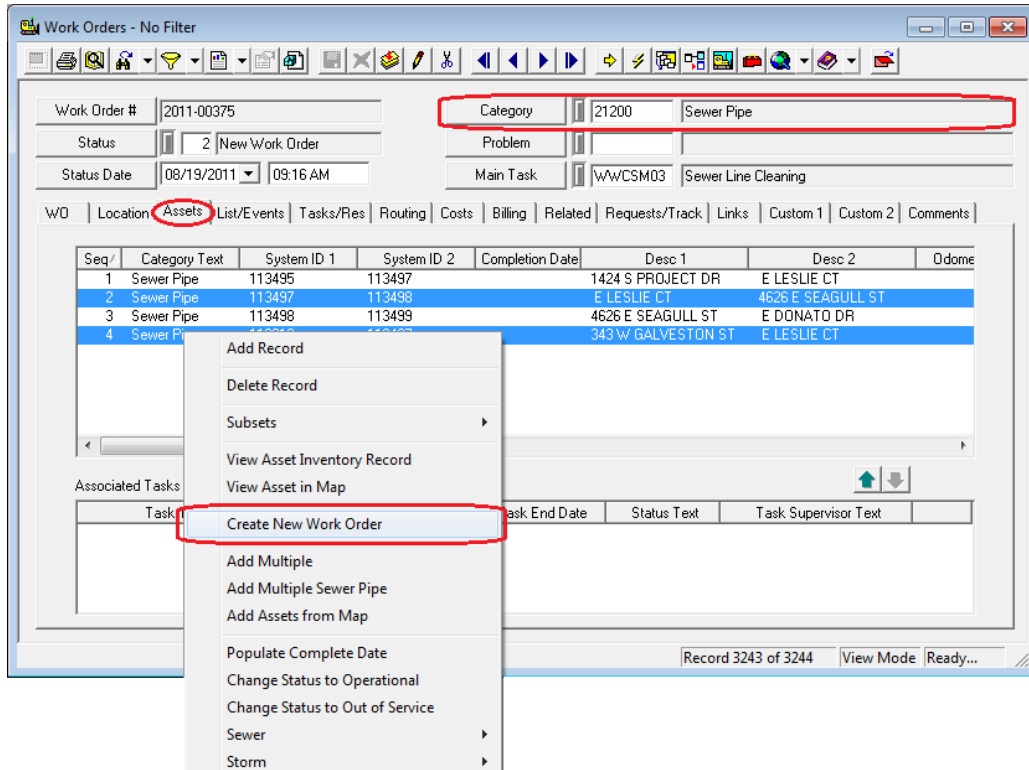 Work Orders - No Filter
Work Order # 2011-00375 Category 21200 Sewer Pipe
Status 2 New Work Order Problem
Status Date 08/19/2011 09:16 AM Main Task WWCSM03 Sewer Line Cleaning
WO Location Assets List/Events Tasks/Res Routing Costs Billing Related Requests/Track Links Custom 1 Custom 2 Comments
Seq Category Text System ID 1 System ID 2 Completion Date Desc 1 Desc 2 Odome
1 Sewer Pipe 113495 113497 1424 S PROJECT DR E LESLIE CT
2 Sewer Pipe 113497 113498 E LESLIE CT 4626 E SEAGULL ST
3 Sewer Pipe 113498 113499 4626 E SEAGULL ST E DONATO DR
4 Sewer Pi 343 W GALVESTON ST E LESLIE CT
Add Record
Delete Record
Subsets
View Asset Inventory Record
View Asset in Map
Associated Tasks
Task ask End Date Status Text Task Supervisor Text
Create New Work Order
Add Multiple
Add Multiple Sewer Pipe
Add Assets from Map
Populate Complete Date
Record 3243 of 3244 View Mode Ready...
Change Status to Operational
Change Status to Out of Service
Sewer
Storm